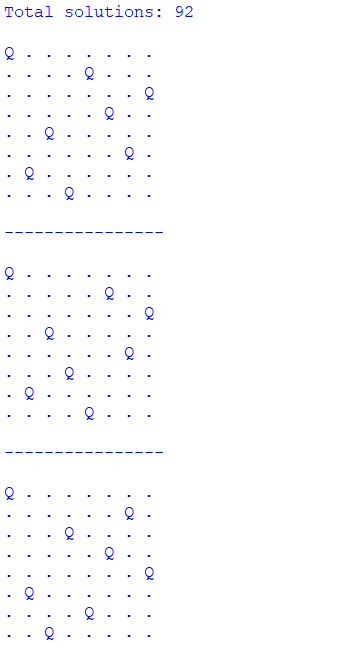 Total solutions: 92
Q . . . . . . .
. . . . Q . . .
. . . . . . . Q
. . . . . Q . .
. . Q . . . . .
. . . . . . Q .
. Q . . . . . .
. . . Q . . . .
----------------
Q . . . . . . .
. . . . . Q . .
. . . . . . . Q
. . Q . . . . .
. . . . . . Q .
. . . Q . . . .
. Q . . . . . .
. . . . Q . . .
----------------
Q . . . . . . .
. . . . . . Q .
. . . Q . . . .
. . . . . Q . .
. . . . . . . Q
. Q . . . . . .
. . . . Q . . .
. . Q . . . . .